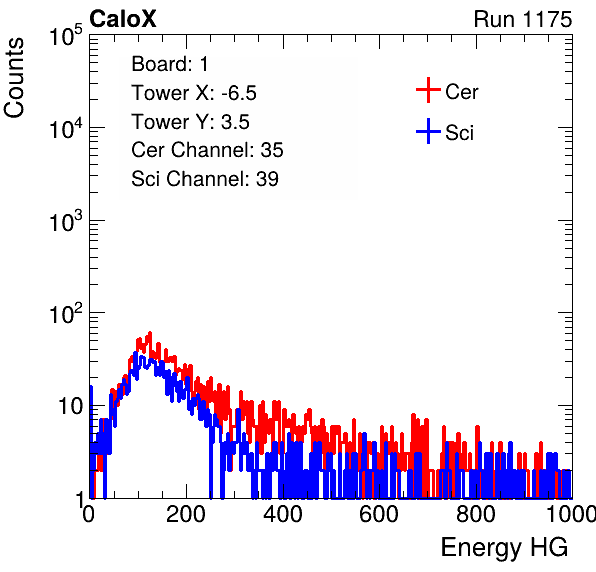 CaloX Run 1175
Counts
10^5
10^4
10^3
10^2
10
1
Board: 1
Tower X: -6.5
Tower Y: 3.5
Cer Channel: 35
Sci Channel: 39
Cer
Sci
0 200 400 600 800 1000
Energy HG